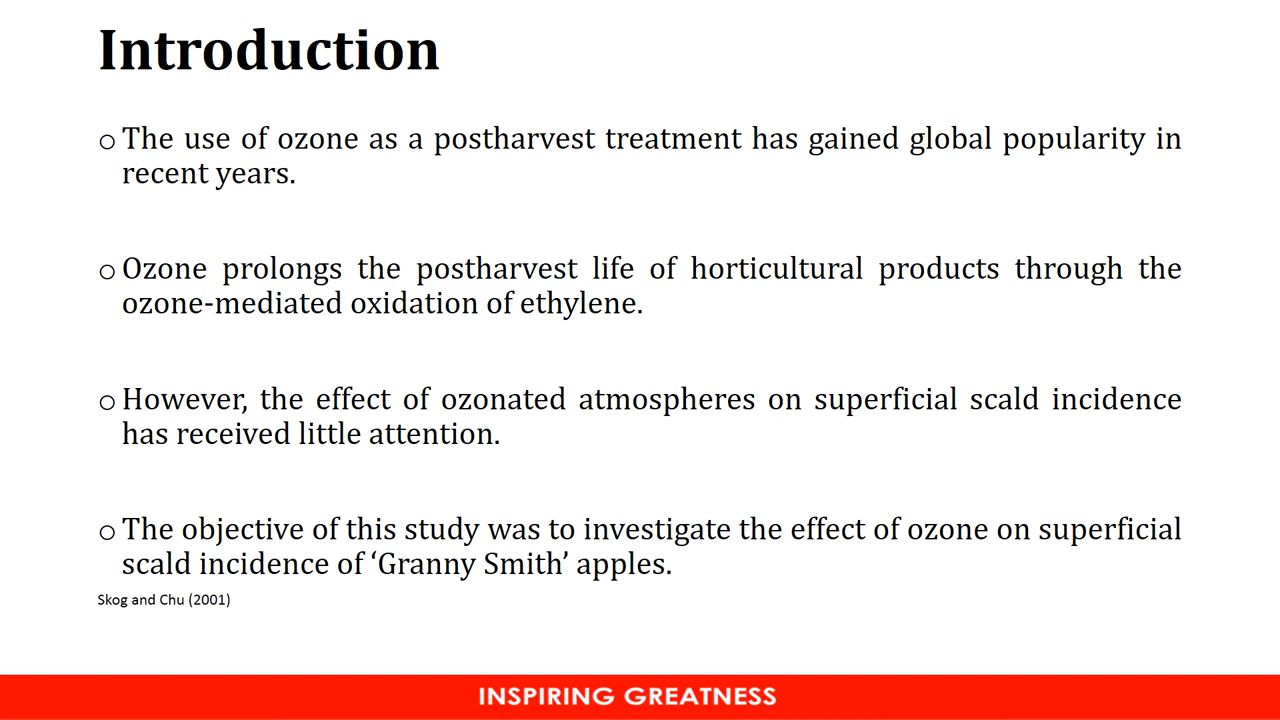 Introduction
○ The use of ozone as a postharvest treatment has gained global popularity in
recent years.
○ Ozone prolongs the postharvest life of horticultural products through the
ozone-mediated oxidation of ethylene.
○ However, the effect of ozonated atmospheres on superficial scald incidence
has received little attention.
○ The objective of this study was to investigate the effect of ozone on superficial
scald incidence of ‘Granny Smith’ apples.
Skog and Chu (2001)
INSPIRING GREATNESS